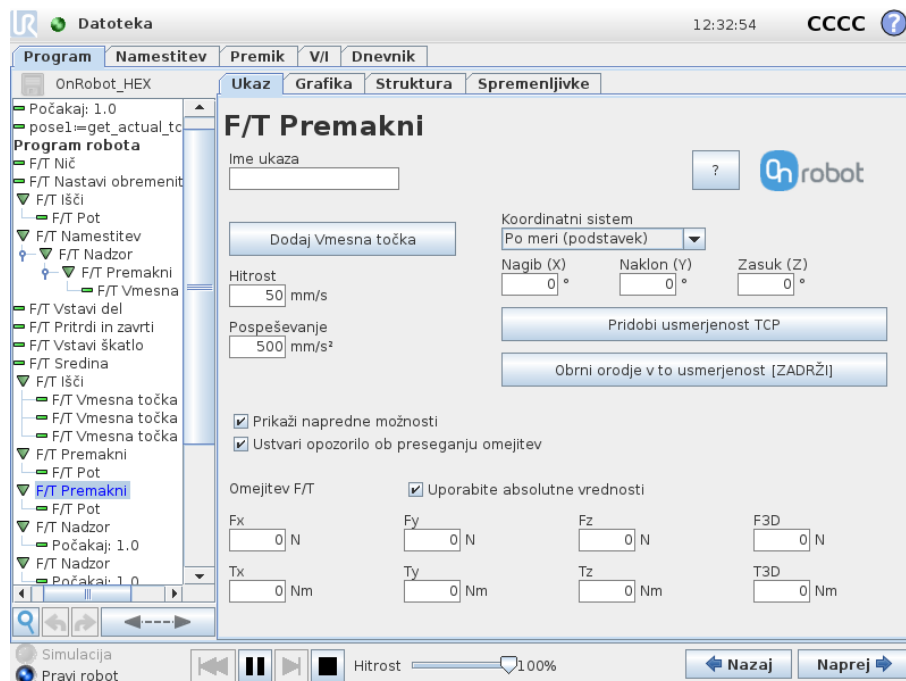 Datoteka
12:32:54
CCCC
?
Program
Namestitev
Premik
V/I
Dnevnik
OnRobot_HEX
Ukaz
Grafika
Struktura
Spremenljivke
Počakaj: 1.0
pose1:=get_actual_tc
Program robota
F/T Nič
F/T Nastavi obremenit
F/T Išči
F/T Pot
F/T Namestitev
F/T Nadzor
F/T Premakni
F/T Vmesna
F/T Vstavi del
F/T Pritrdi in zavrti
F/T Vstavi škatlo
F/T Sredina
F/T Išči
F/T Vmesna točka
F/T Vmesna točka
F/T Vmesna točka
F/T Premakni
F/T Pot
F/T Premakni
F/T Pot
F/T Nadzor
Počakaj: 1.0
F/T Nadzor
Počakaj: 1.0
F/T Premakni
Ime ukaza
?
On robot
Dodaj Vmesna točka
Koordinatni sistem
Po meri (podstavek)
Hitrost
50 mm/s
Nagib (X)
Naklon (Y)
Zasuk (Z)
0 °
0 °
0 °
Pospeševanje
500 mm/s²
Pridobi usmerjenost TCP
Obrni orodje v to usmerjenost [ZADRŽI]
Prikaži napredne možnosti
Ustvari opozorilo ob preseganju omejitev
Omejitev F/T
Uporabite absolutne vrednosti
Fx
Fy
Fz
F3D
0 N
0 N
0 N
0 N
Tx
Ty
Tz
T3D
0 Nm
0 Nm
0 Nm
0 Nm
Simulacija
Pravi robot
Hitrost
100%
Nazaj
Naprej